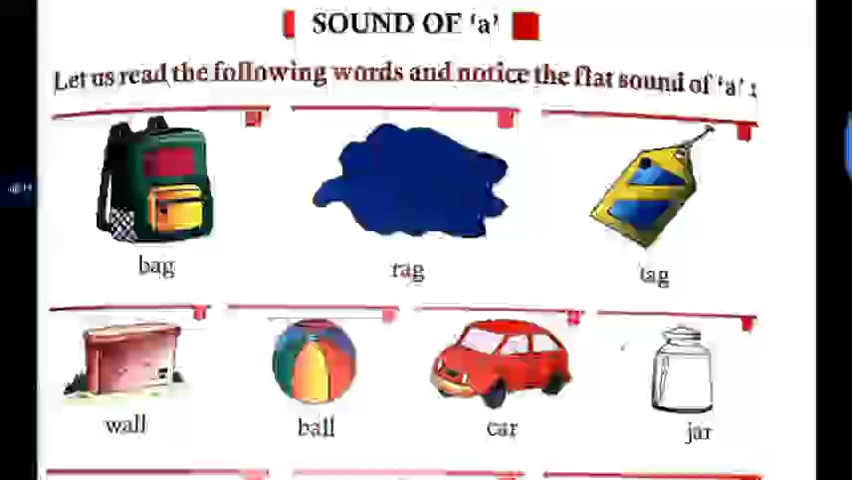 SOUND OF 'a'
Let us read the following words and notice the flat sound of 'a' :
bag rag tag
wall ball car jar